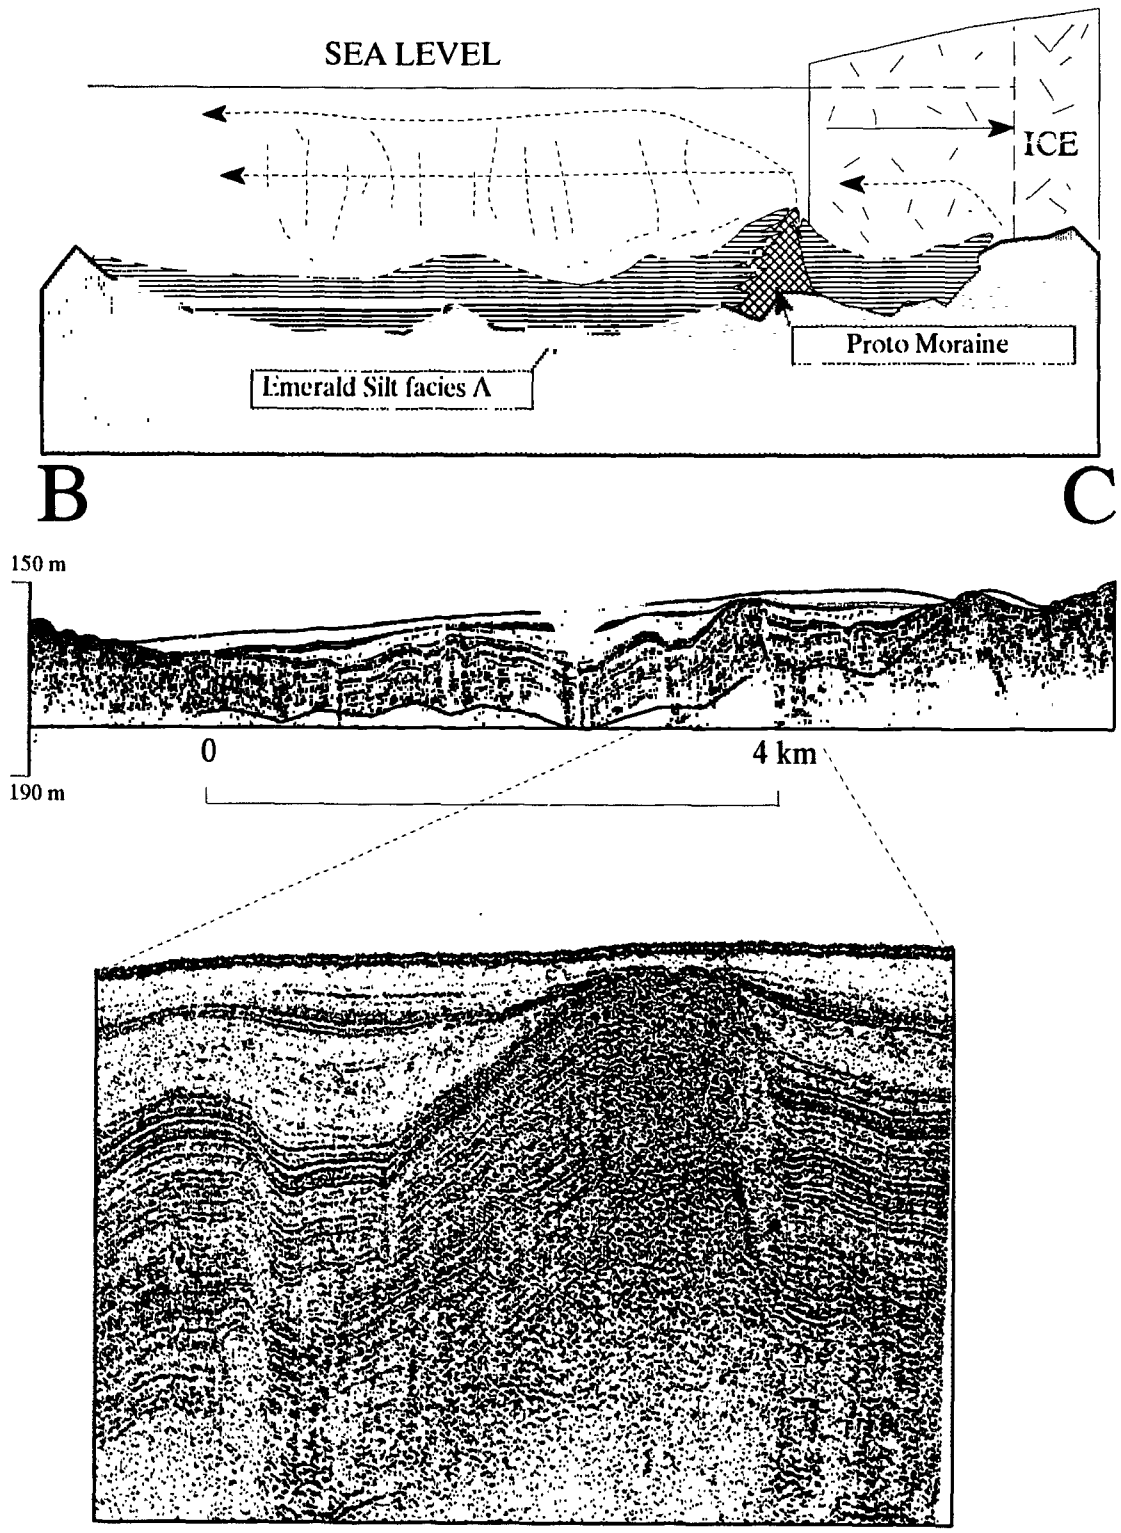 SEA LEVEL
ICE
Proto Moraine
Emerald Silt facies A
B
C
150 m
0
4 km
190 m